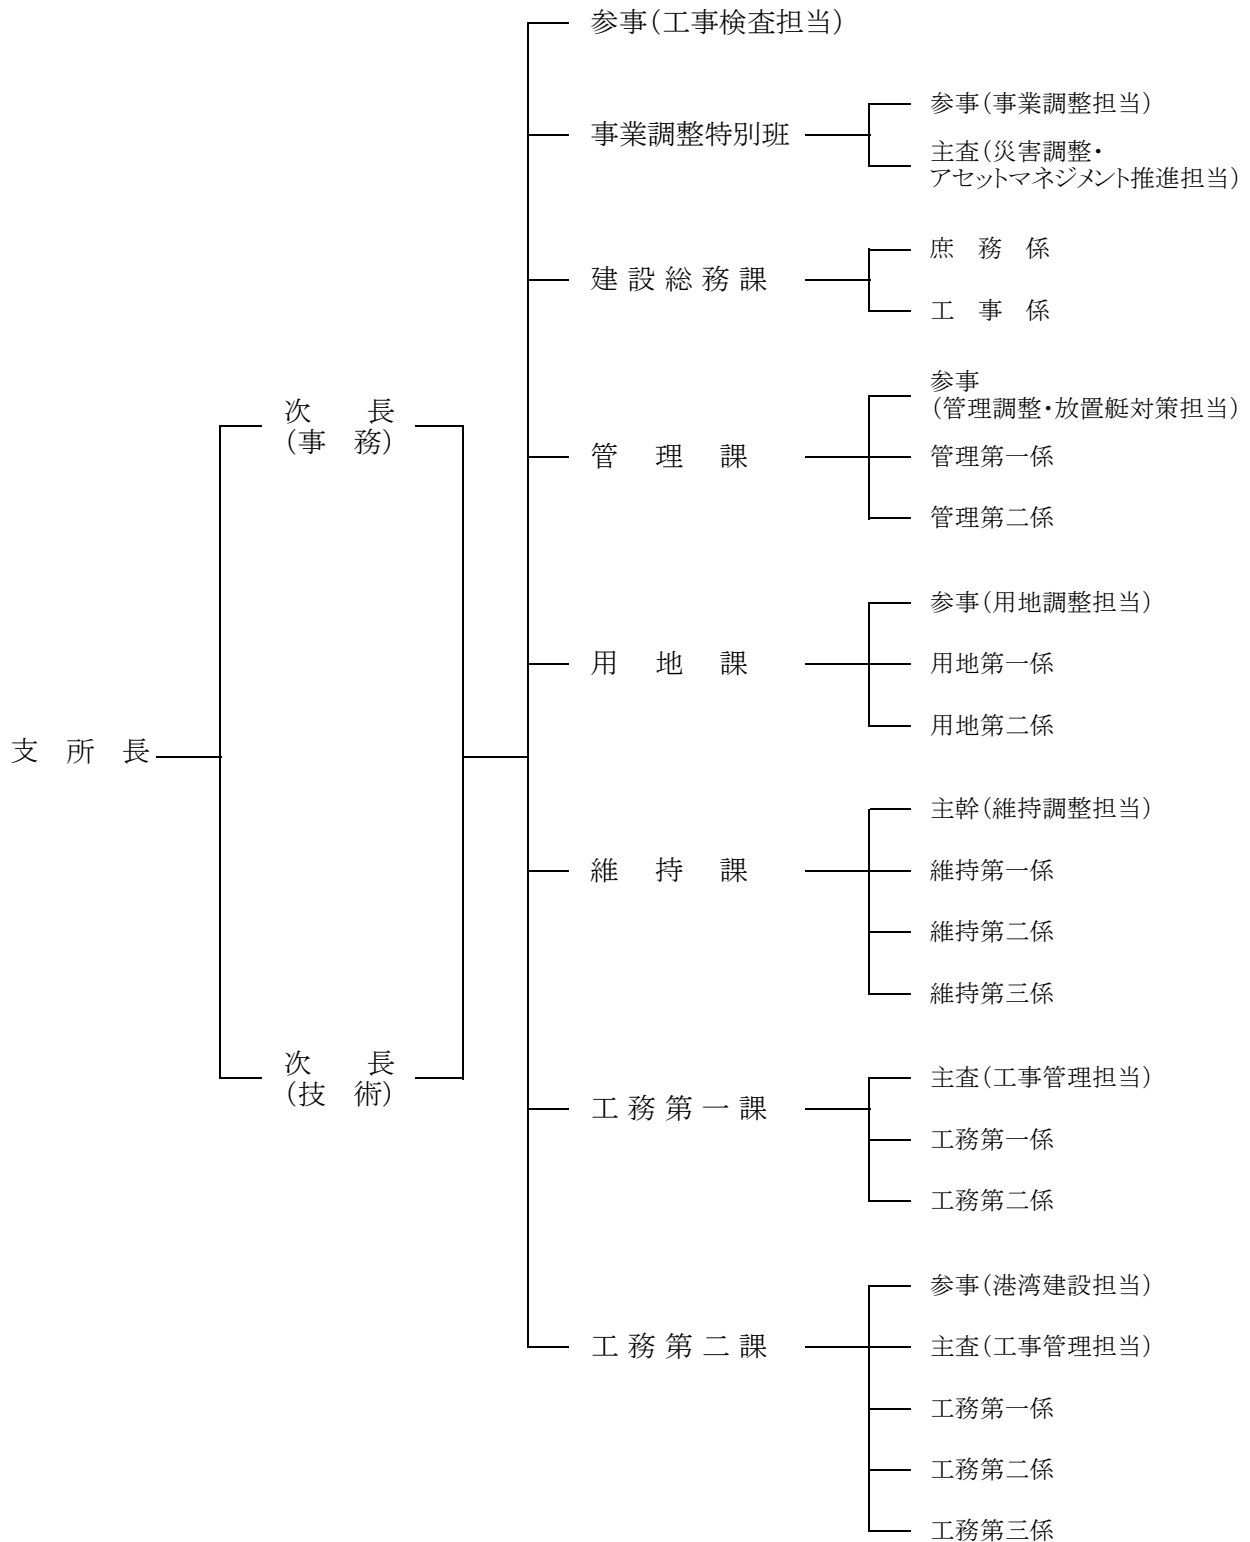 支所長
次長
(事務)
次長
(技術)
参事(工事検査担当)
事業調整特別班
参事(事業調整担当)
主査(災害調整・
アセットマネジメント推進担当)
建設総務課
庶務係
工事係
管理課
参事
(管理調整・放置艇対策担当)
管理第一係
管理第二係
用地課
参事(用地調整担当)
用地第一係
用地第二係
維持課
主幹(維持調整担当)
維持第一係
維持第二係
維持第三係
工務第一課
主査(工事管理担当)
工務第一係
工務第二係
工務第二課
参事(港湾建設担当)
主査(工事管理担当)
工務第一係
工務第二係
工務第三係